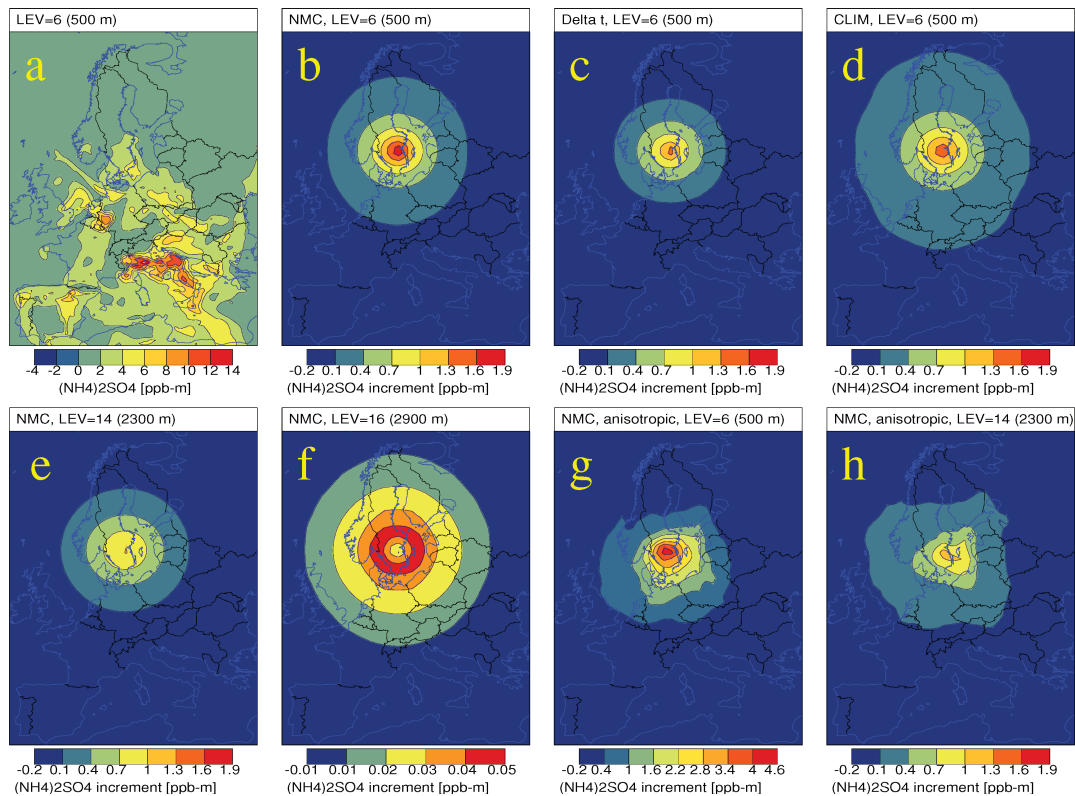 LEV=6 (500 m)
a
-4 -2 0 2 4 6 8 10 12 14
(NH4)2SO4 [ppb-m]
NMC, LEV=6 (500 m)
b
-0.2 0.1 0.4 0.7 1 1.3 1.6 1.9
(NH4)2SO4 increment [ppb-m]
Delta t, LEV=6 (500 m)
c
-0.2 0.1 0.4 0.7 1 1.3 1.6 1.9
(NH4)2SO4 increment [ppb-m]
CLIM, LEV=6 (500 m)
d
-0.2 0.1 0.4 0.7 1 1.3 1.6 1.9
(NH4)2SO4 increment [ppb-m]
NMC, LEV=14 (2300 m)
e
-0.2 0.1 0.4 0.7 1 1.3 1.6 1.9
(NH4)2SO4 increment [ppb-m]
NMC, LEV=16 (2900 m)
f
-0.01 0.01 0.02 0.03 0.04 0.05
(NH4)2SO4 increment [ppb-m]
NMC, anisotropic, LEV=6 (500 m)
g
-0.2 0.4 1 1.6 2.2 2.8 3.4 4 4.6
(NH4)2SO4 increment [ppb-m]
NMC, anisotropic, LEV=14 (2300 m)
h
-0.2 0.1 0.4 0.7 1 1.3 1.6 1.9
(NH4)2SO4 increment [ppb-m]